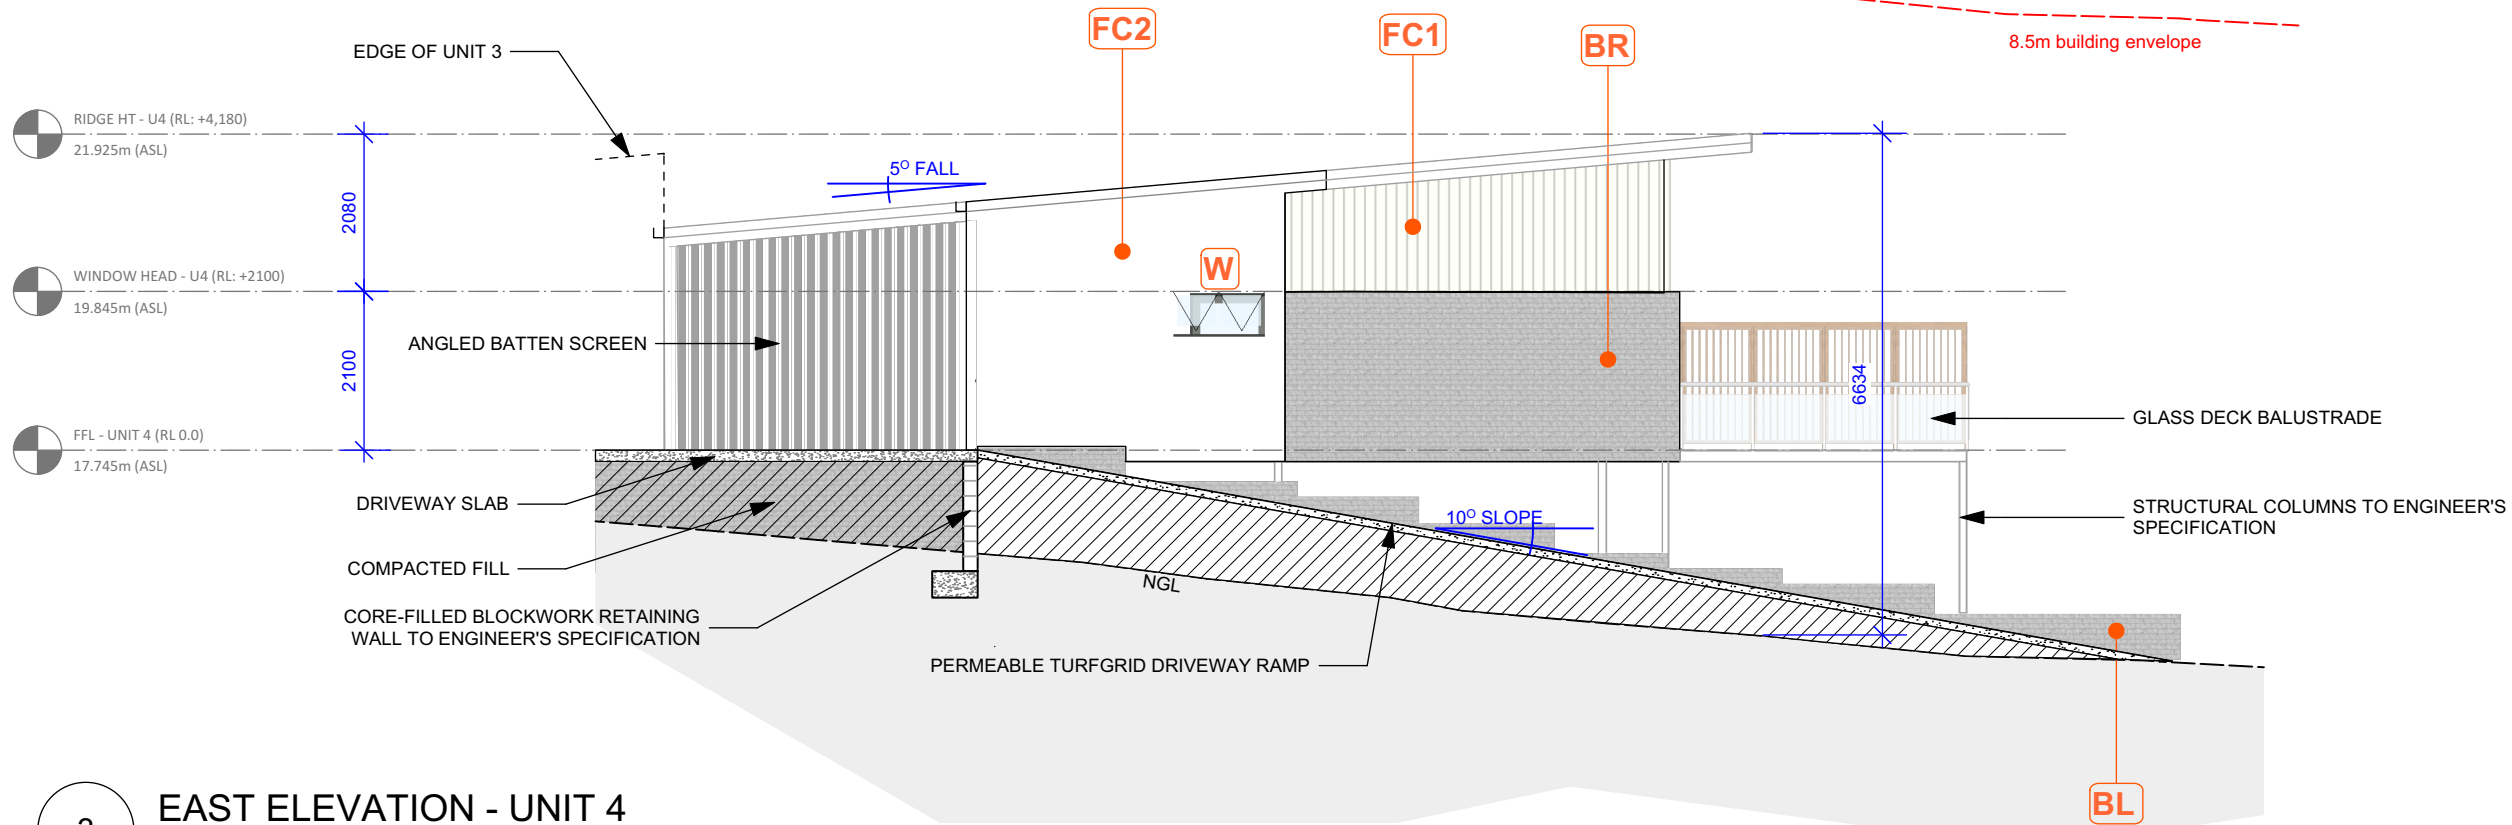 FC2
FC1
BR
8.5m building envelope
EDGE OF UNIT 3
RIDGE HT - U4 (RL: +4,180)
21.925m (ASL)
5° FALL
2080
W
WINDOW HEAD - U4 (RL: +2100)
19.845m (ASL)
ANGLED BATTEN SCREEN
2100
6634
GLASS DECK BALUSTRADE
FFL - UNIT 4 (RL 0.0)
17.745m (ASL)
DRIVEWAY SLAB
10° SLOPE
STRUCTURAL COLUMNS TO ENGINEER'S
SPECIFICATION
COMPACTED FILL
NGL
CORE-FILLED BLOCKWORK RETAINING
WALL TO ENGINEER'S SPECIFICATION
PERMEABLE TURFGRID DRIVEWAY RAMP
BL
EAST ELEVATION - UNIT 4